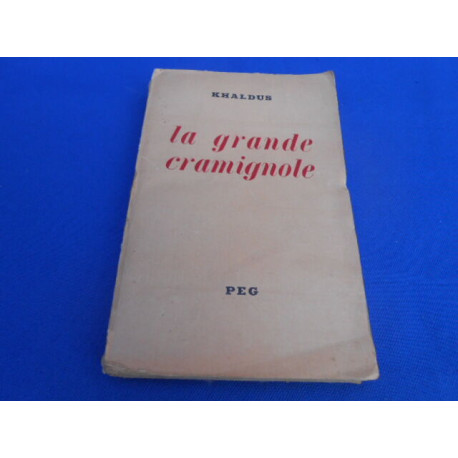 KHALDUS
la grande
cramignole
PEG